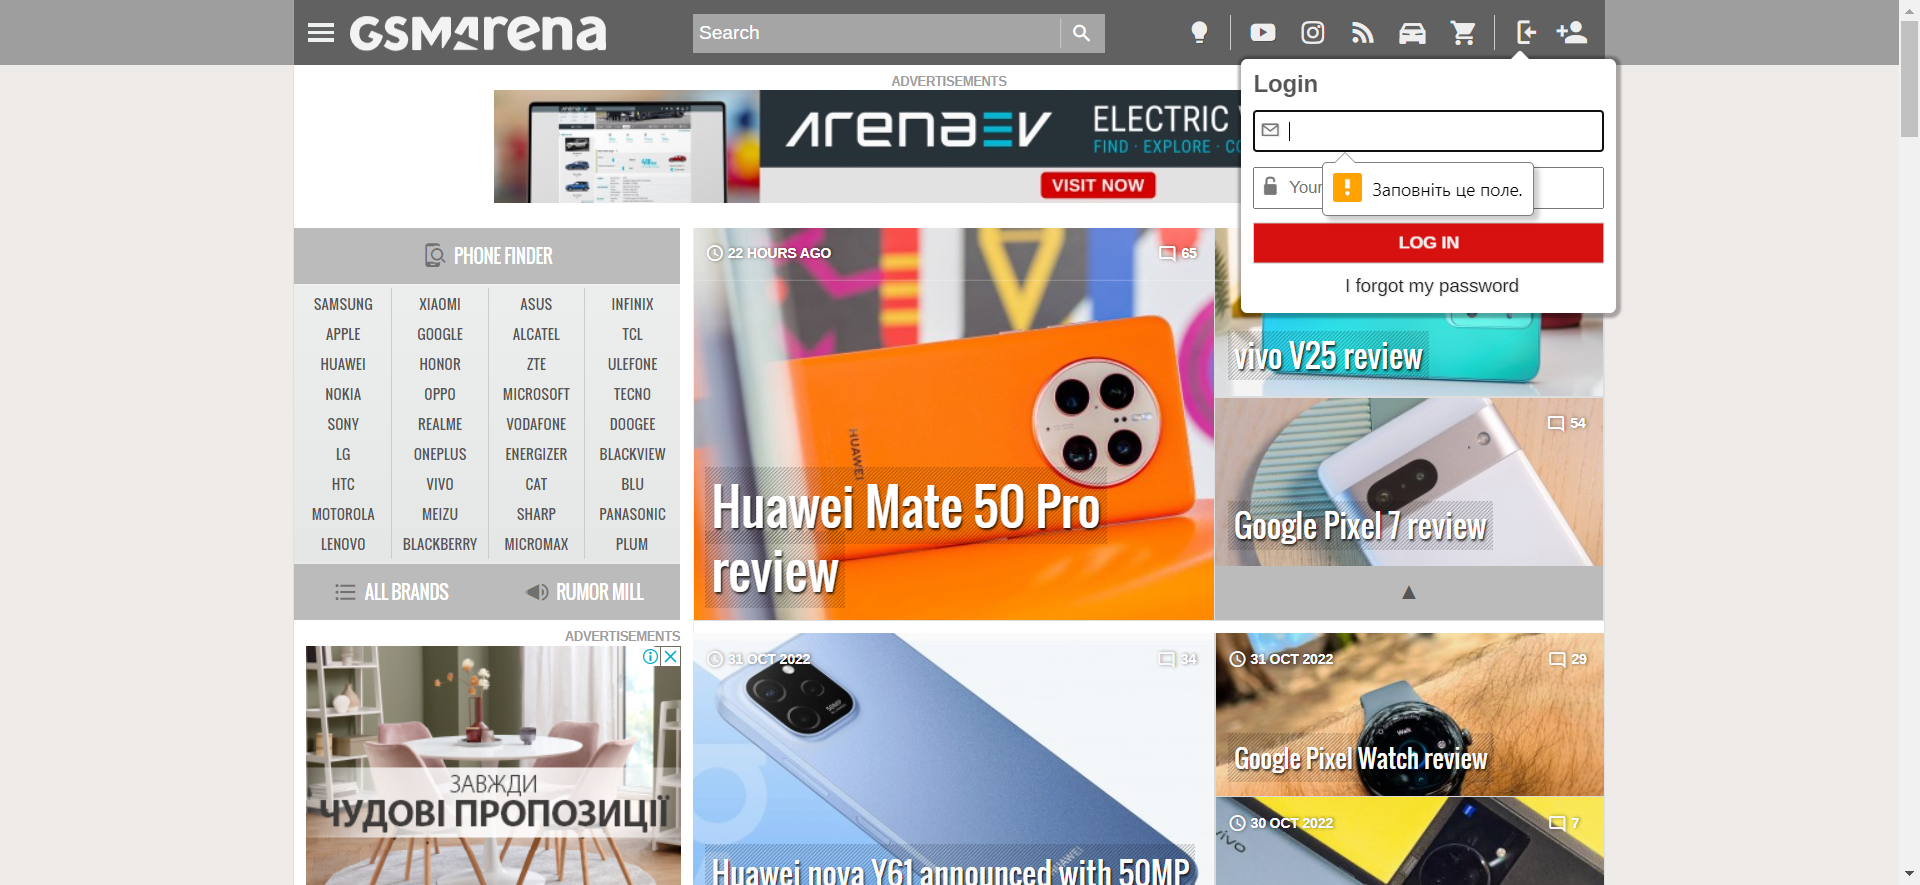 GSMArena
Search
ADVERTISEMENTS
ArenaEV
ELECTRIC
FIND · EXPLORE ·
VISIT NOW
Login
Your
Заповніть це поле.
LOG IN
I forgot my password
PHONE FINDER
SAMSUNG XIAOMI ASUS INFINIX
APPLE GOOGLE ALCATEL TCL
HUAWEI HONOR ZTE ULEFONE
NOKIA OPPO MICROSOFT TECNO
SONY REALME VODAFONE DOOGEE
LG ONEPLUS ENERGIZER BLACKVIEW
HTC VIVO CAT BLU
MOTOROLA MEIZU SHARP PANASONIC
LENOVO BLACKBERRY MICROMAX PLUM
ALL BRANDS RUMOR MILL
22 HOURS AGO 65
HUAWEI
Huawei Mate 50 Pro
review
vivo V25 review
54
Google Pixel 7 review
ADVERTISEMENTS
ЗАВЖДИ
ЧУДОВІ ПРОПОЗИЦІЇ
31 OCT 2022 34
50MP
HUAWEI
Huawei nova Y61 announced with 50MP
31 OCT 2022 29
Walk
Google Pixel Watch review
30 OCT 2022 7
vivo